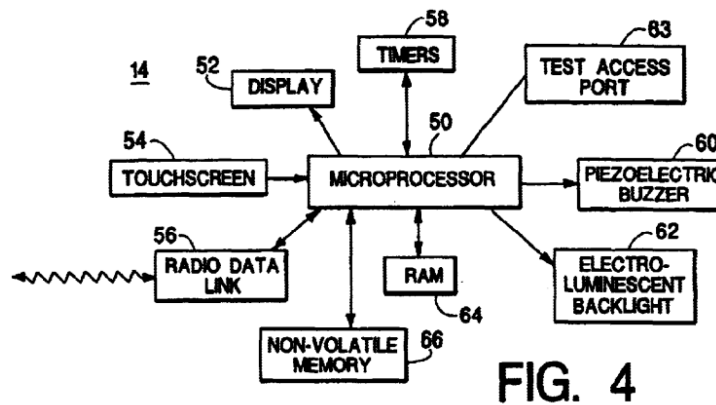 58
TIMERS
63
TEST ACCESS
PORT
14
52
DISPLAY
50
54
TOUCHSCREEN
MICROPROCESSOR
60
PIEZOELECTRIC
BUZZER
56
RADIO DATA
LINK
RAM
64
62
ELECTRO-
LUMINESCENT
BACKLIGHT
NON-VOLATILE
MEMORY
66
FIG. 4